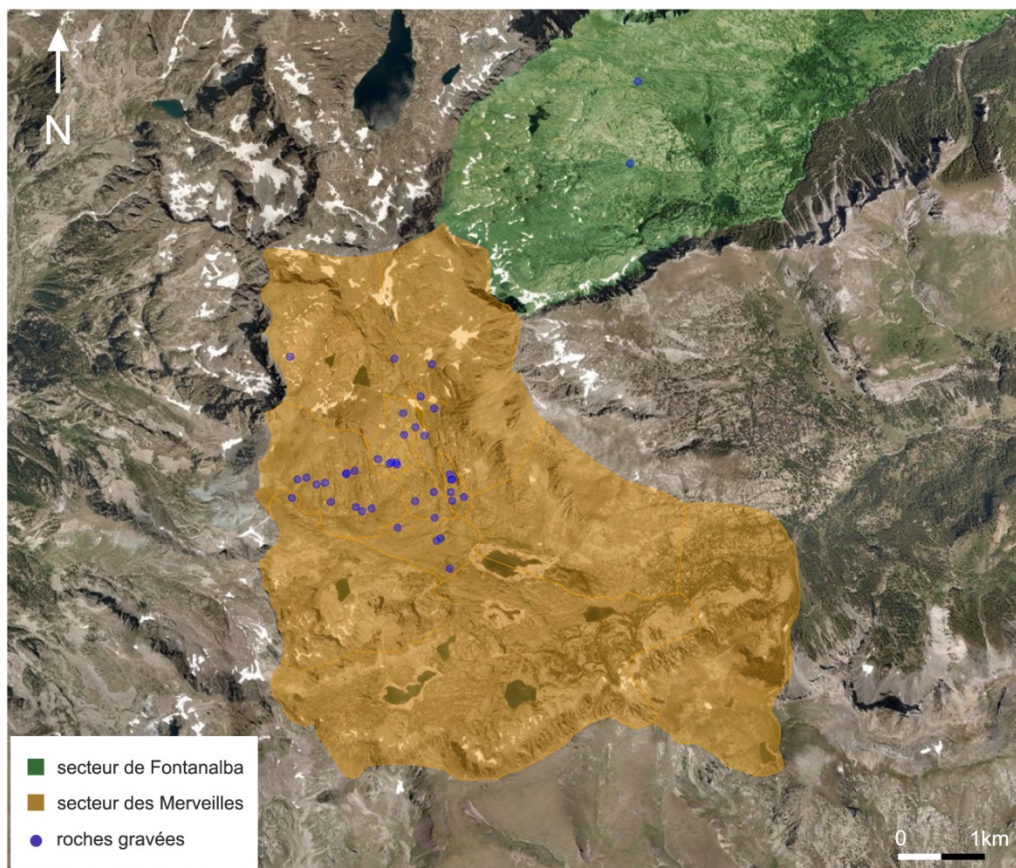 N
secteur de Fontanalba
secteur des Merveilles
roches gravées
0 1km